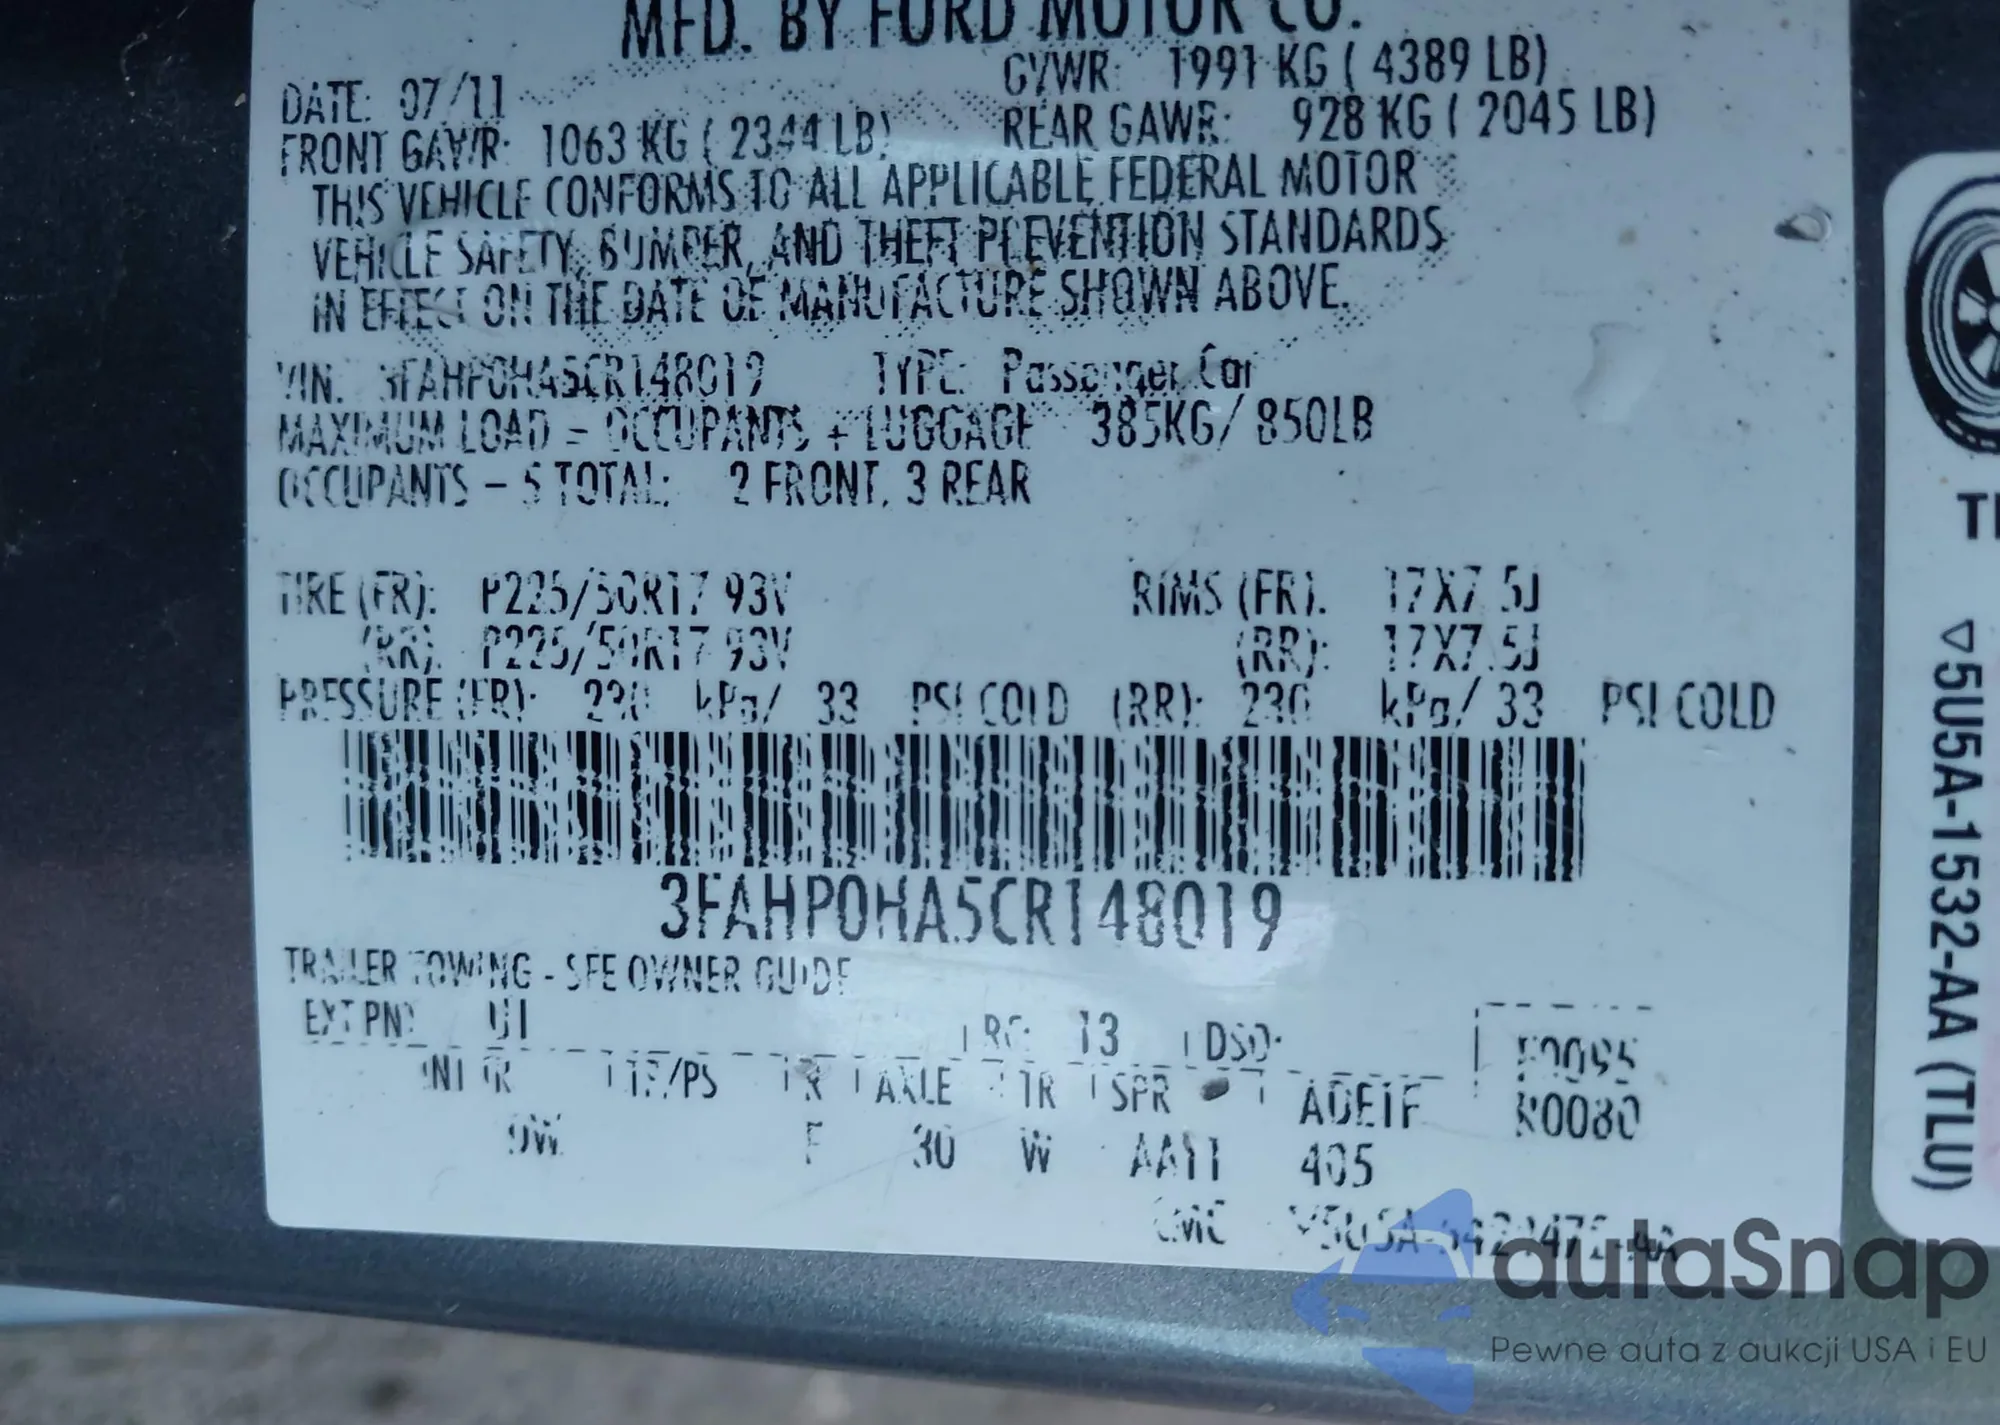 MFD. BY FORD MOTOR CO.
DATE: 07/11 GVWR: 1991 KG ( 4389 LB)
FRONT GAWR: 1063 KG ( 2344 LB) REAR GAWR: 928 KG ( 2045 LB)
THIS VEHICLE CONFORMS TO ALL APPLICABLE FEDERAL MOTOR
VEHICLE SAFETY, BUMPER, AND THEFT PREVENTION STANDARDS
IN EFFECT ON THE DATE OF MANUFACTURE SHOWN ABOVE.
VIN: 3FAHP0HA5CR148019 TYPE: Passenger Car
MAXIMUM LOAD = OCCUPANTS + LUGGAGE 385KG/ 850LB
OCCUPANTS – 5 TOTAL: 2 FRONT, 3 REAR
TIRE (FR): P225/50R17 93V RIMS (FR): 17X7.5J
(RR): P225/50R17 93V (RR): 17X7.5J
PRESSURE (FR): 230 kPa/ 33 PSI COLD (RR): 230 kPa/ 33 PSI COLD
3FAHP0HA5CR148019
TRAILER TOWING - SEE OWNER GUIDE
EXT PNT UI RC: 13 DSO:
F0095
R0080
INT TR TP/PS R AXLE TR SPR
F 30 W AA11 405
5U5A-1532-AA (TLU)
autaSnap
Pewne auta z aukcji USA i EU